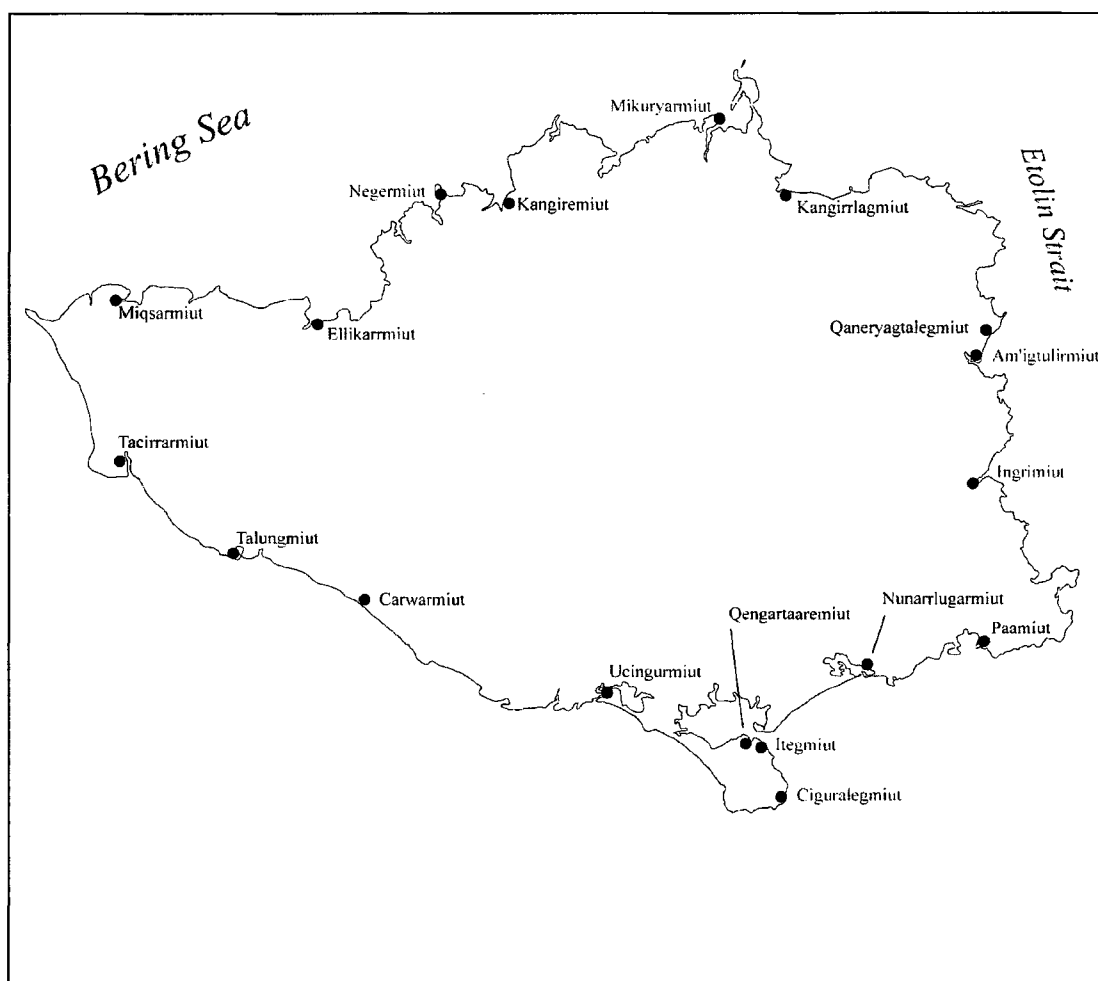 Bering Sea
Mikuryarmiut
Etolin Strait
Negermiut
Kangiremiut
Kangirrlagmiut
Miqsarmiut
Ellikarrmiut
Qaneryagtalegmiut
Am'igtulirmiut
Tacirrarmiut
Ingrimiut
Talungmiut
Carwarmiut
Qengartaaremiut
Nunarrlugarmiut
Paamiut
Ucingurmiut
Itegmiut
Ciguralegmiut